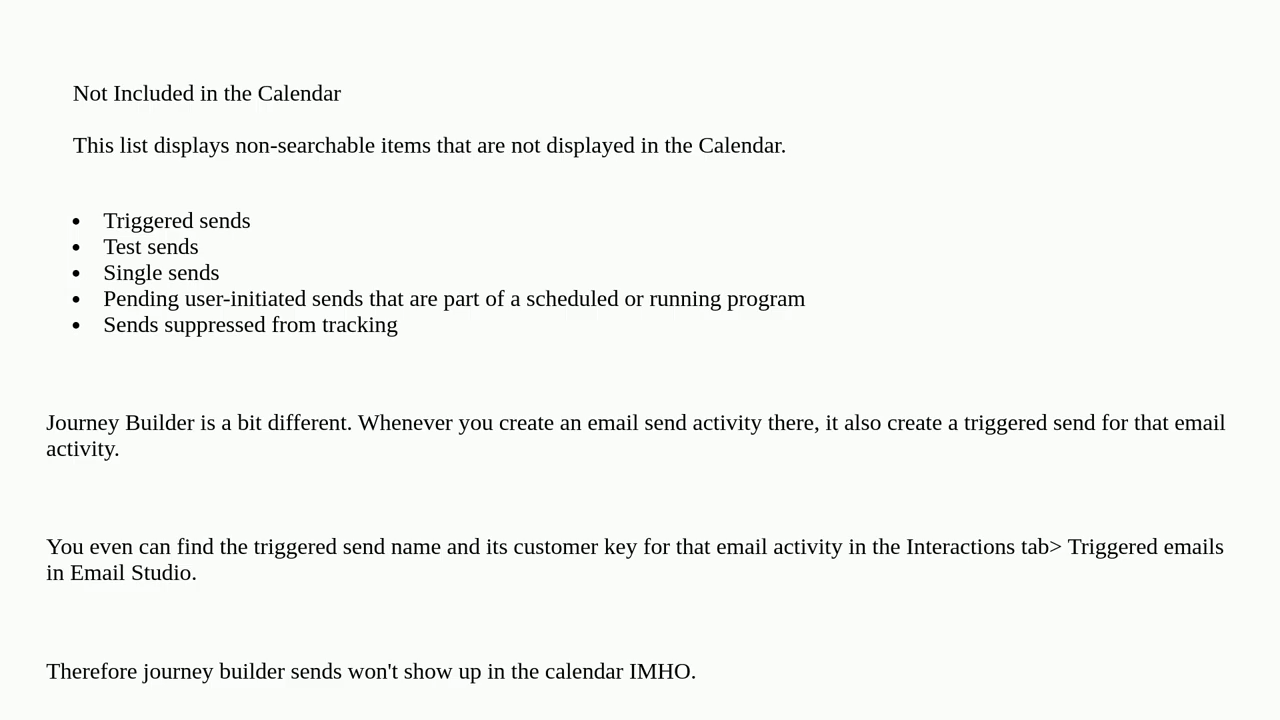 Not Included in the Calendar
This list displays non-searchable items that are not displayed in the Calendar.
• Triggered sends
• Test sends
• Single sends
• Pending user-initiated sends that are part of a scheduled or running program
• Sends suppressed from tracking
Journey Builder is a bit different. Whenever you create an email send activity there, it also create a triggered send for that email
activity.
You even can find the triggered send name and its customer key for that email activity in the Interactions tab> Triggered emails
in Email Studio.
Therefore journey builder sends won't show up in the calendar IMHO.